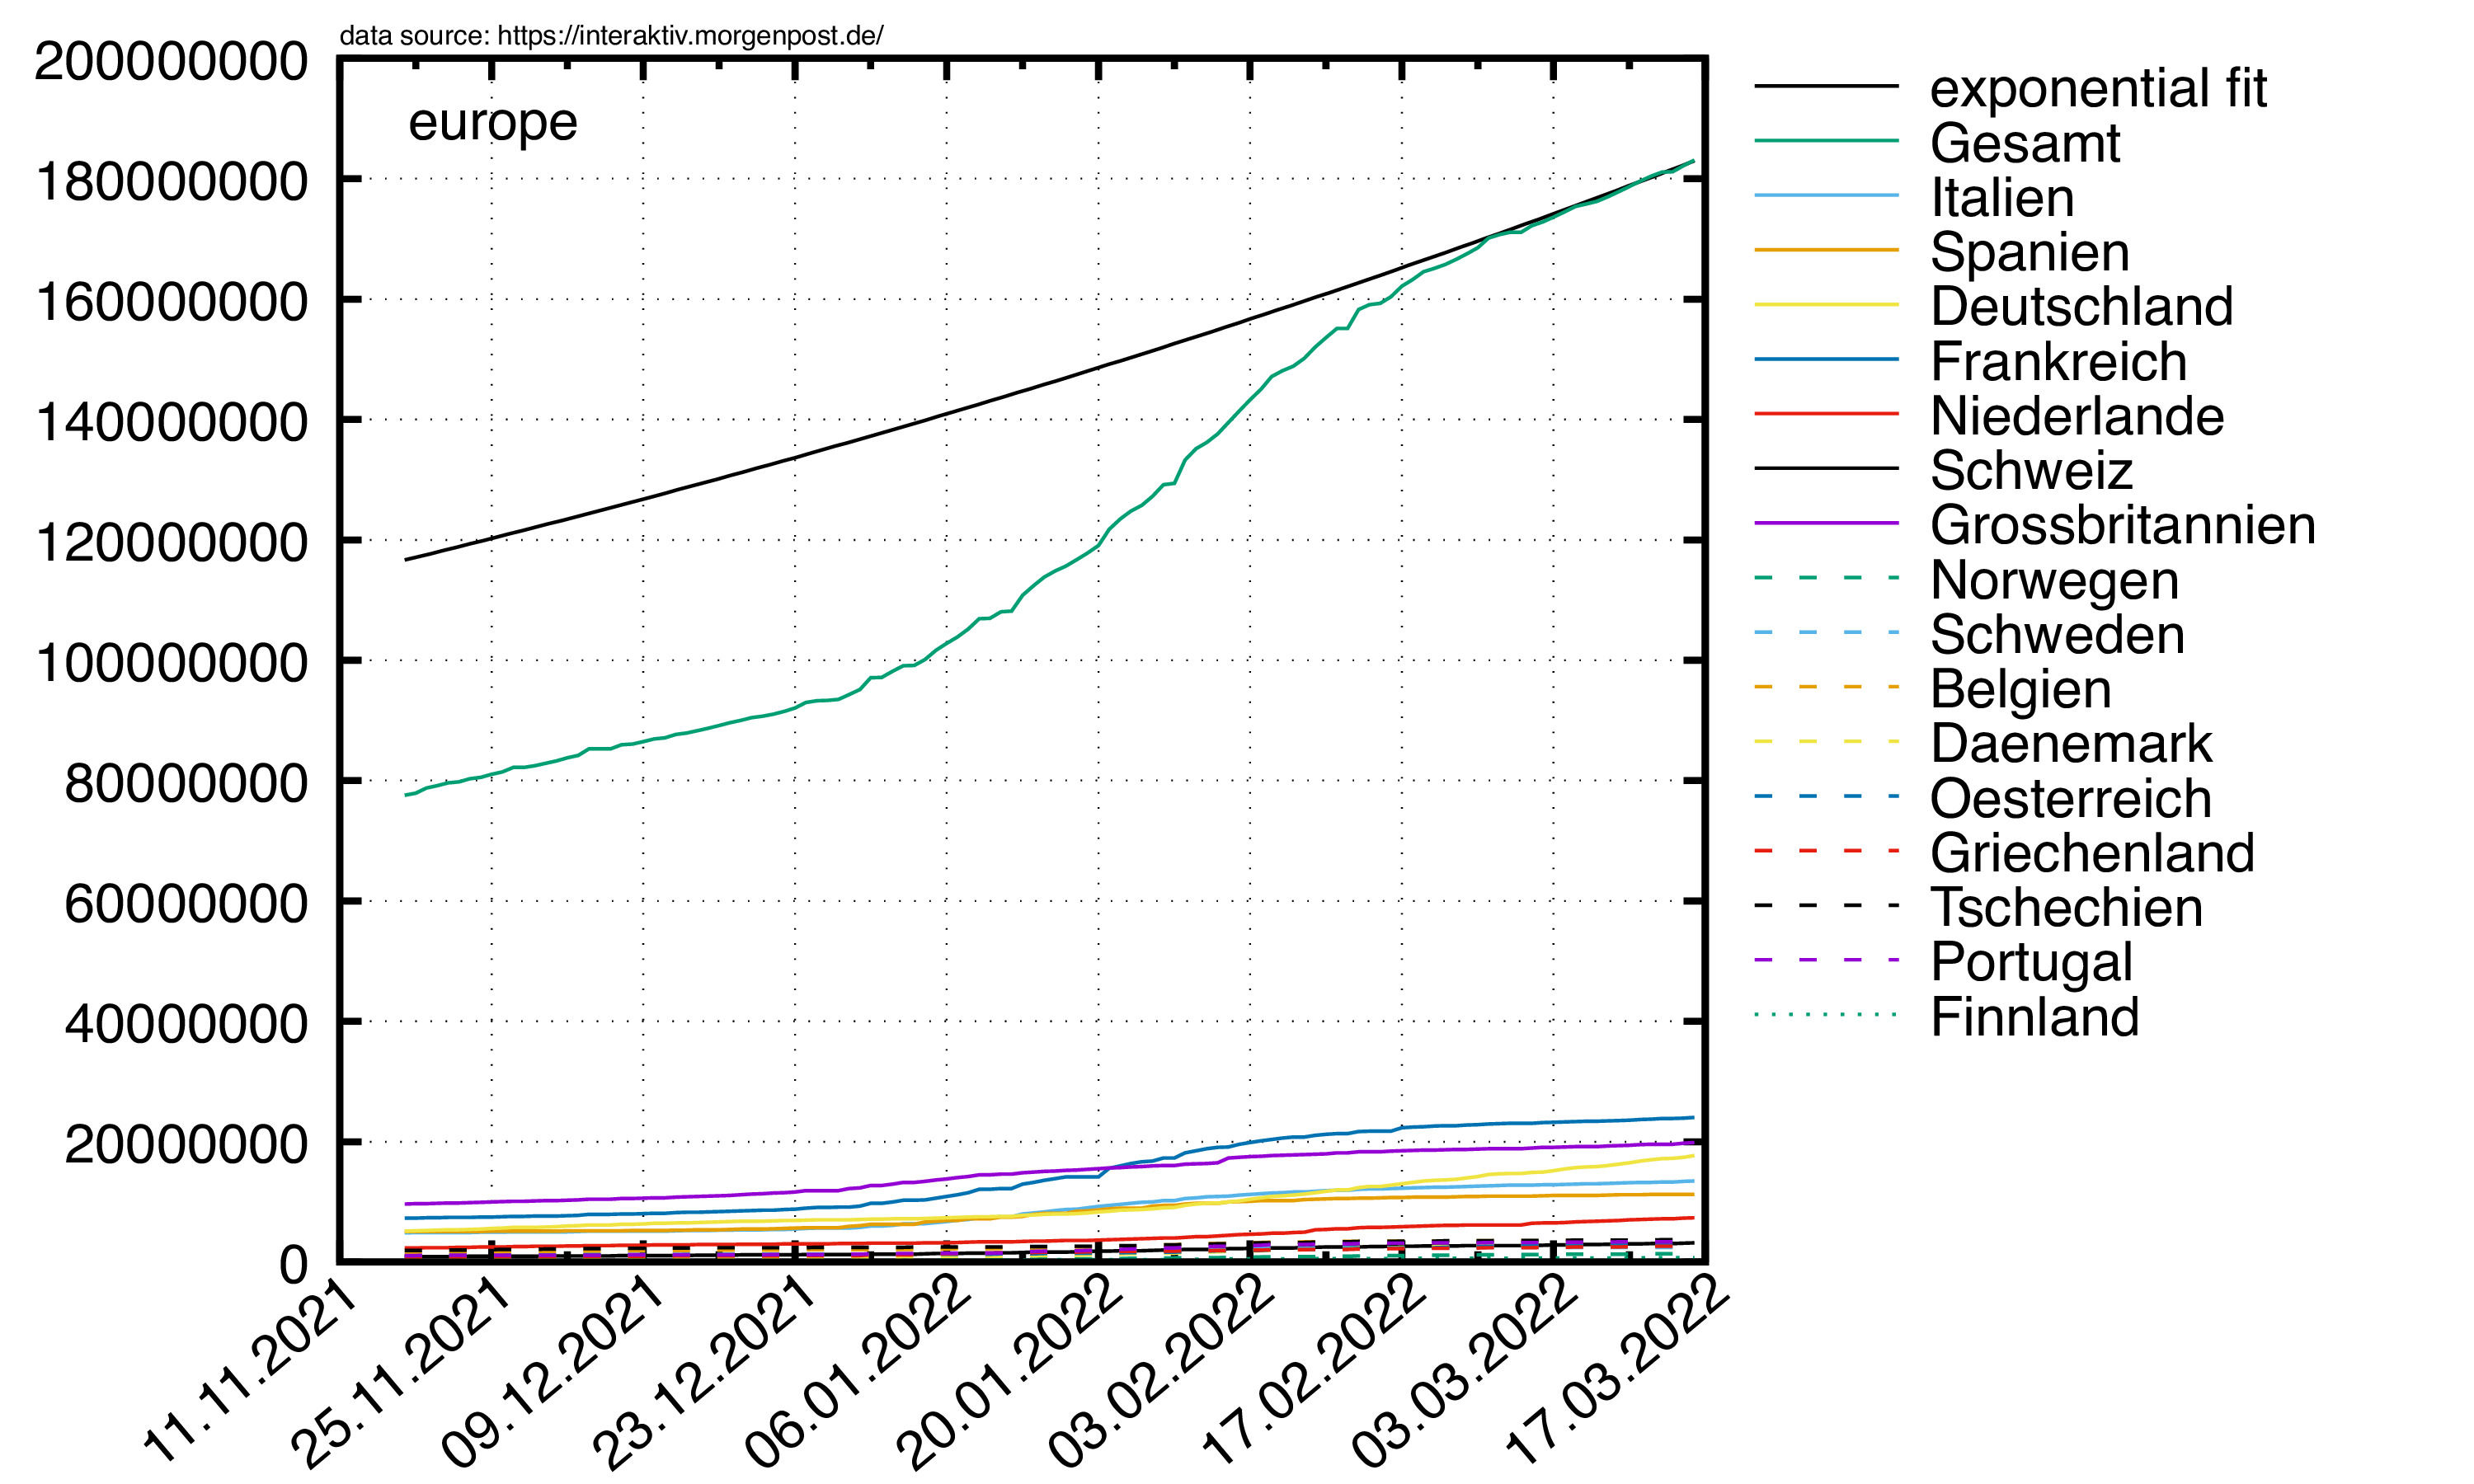 data source: https://interaktiv.morgenpost.de/
europe
200000000
180000000
160000000
140000000
120000000
100000000
80000000
60000000
40000000
20000000
0
11.11.2021
25.11.2021
09.12.2021
23.12.2021
06.01.2022
20.01.2022
03.02.2022
17.02.2022
03.03.2022
17.03.2022
exponential fit
Gesamt
Italien
Spanien
Deutschland
Frankreich
Niederlande
Schweiz
Grossbritannien
Norwegen
Schweden
Belgien
Daenemark
Oesterreich
Griechenland
Tschechien
Portugal
Finnland